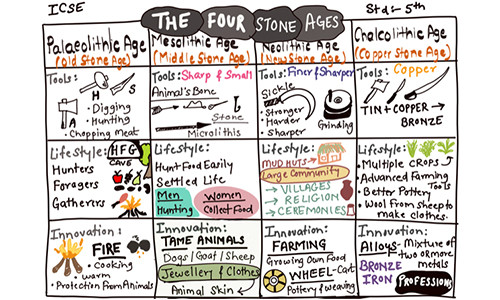 ICSE
THE FOUR STONE AGES
Std:- 5th
Palaeolithic Age
(Old Stone Age)
Tools:
H
S
A
• Digging
• Hunting
• Chopping meat
Lifestyle: HFG
CAVE
Hunters
Foragers
Gatherers
Innovation:
FIRE
• Cooking
• warm
• Protection From Animals
Mesolithic Age
(Middle Stone Age)
Tools: Sharp & Small
Animal's Bone
Stone
Microliths
Lifestyle:
Hunt Food Easily
Settled Life
Men
Hunting
Women
Collect Food
Innovation:
TAME ANIMALS
Dogs/Goat/Sheep
Jewellery & Clothes
Animal Skin
Neolithic Age
(New Stone Age)
Tools: Finer & Sharper
Sickle
• Stronger
• Harder
• Sharper
Grinding
Lifestyle:
MUD HUTS
Large Community
→ VILLAGES
→ RELIGION
→ CEREMONIES
Innovation:
FARMING
Growing Own Food
WHEEL-Cart
Pottery & weaving
Chalcolithic Age
(Copper Stone Age)
Tools: Copper
TIN + COPPER →
BRONZE
Lifestyle:
• Multiple CROPS
• Advanced Farming
Tools
• Better Pottery
• Wool From Sheep to
make clothes.
Innovation:
Alloys- Mixture of
two or more
metals
BRONZE
IRON
PROFESSIONS